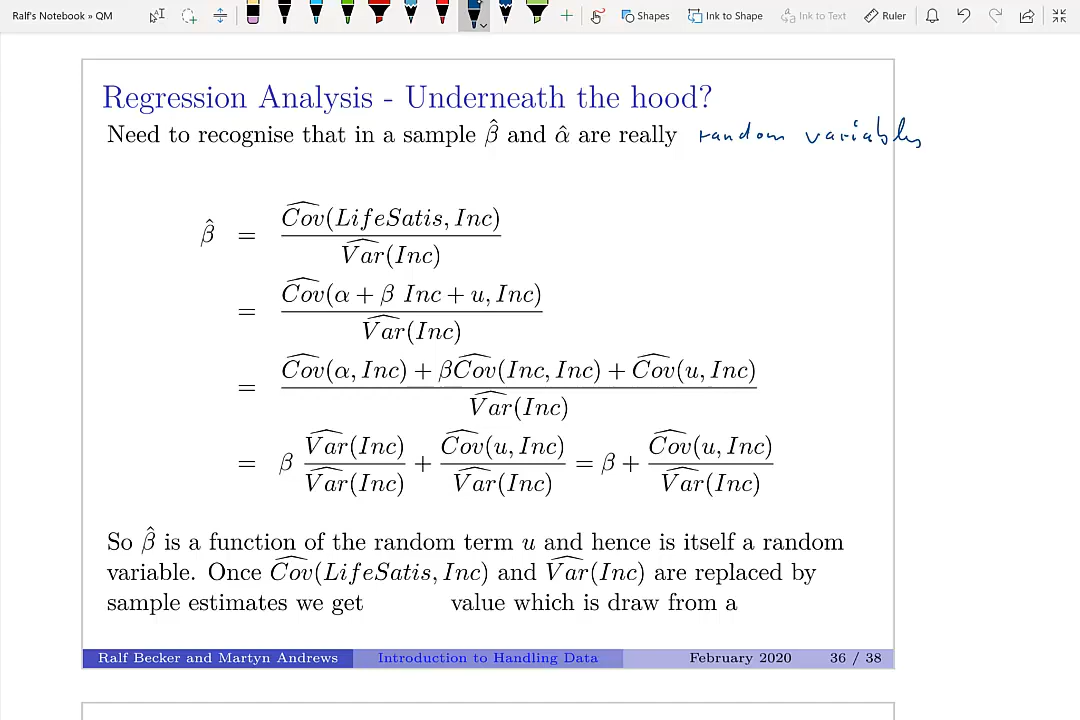 Ralf's Notebook » QM
Shapes
Ink to Shape
Ink to Text
Ruler
Regression Analysis - Underneath the hood?
Need to recognise that in a sample β̂ and α̂ are really random variables
β̂ = Ĉov(LifeSatis, Inc) / V̂ar(Inc)
= Ĉov(α + β Inc + u, Inc) / V̂ar(Inc)
= Ĉov(α, Inc) + βĈov(Inc, Inc) + Ĉov(u, Inc) / V̂ar(Inc)
= β V̂ar(Inc) / V̂ar(Inc) + Ĉov(u, Inc) / V̂ar(Inc) = β + Ĉov(u, Inc) / V̂ar(Inc)
So β̂ is a function of the random term u and hence is itself a random
variable. Once Ĉov(LifeSatis, Inc) and V̂ar(Inc) are replaced by
sample estimates we get value which is draw from a
Ralf Becker and Martyn Andrews Introduction to Handling Data February 2020 36 / 38